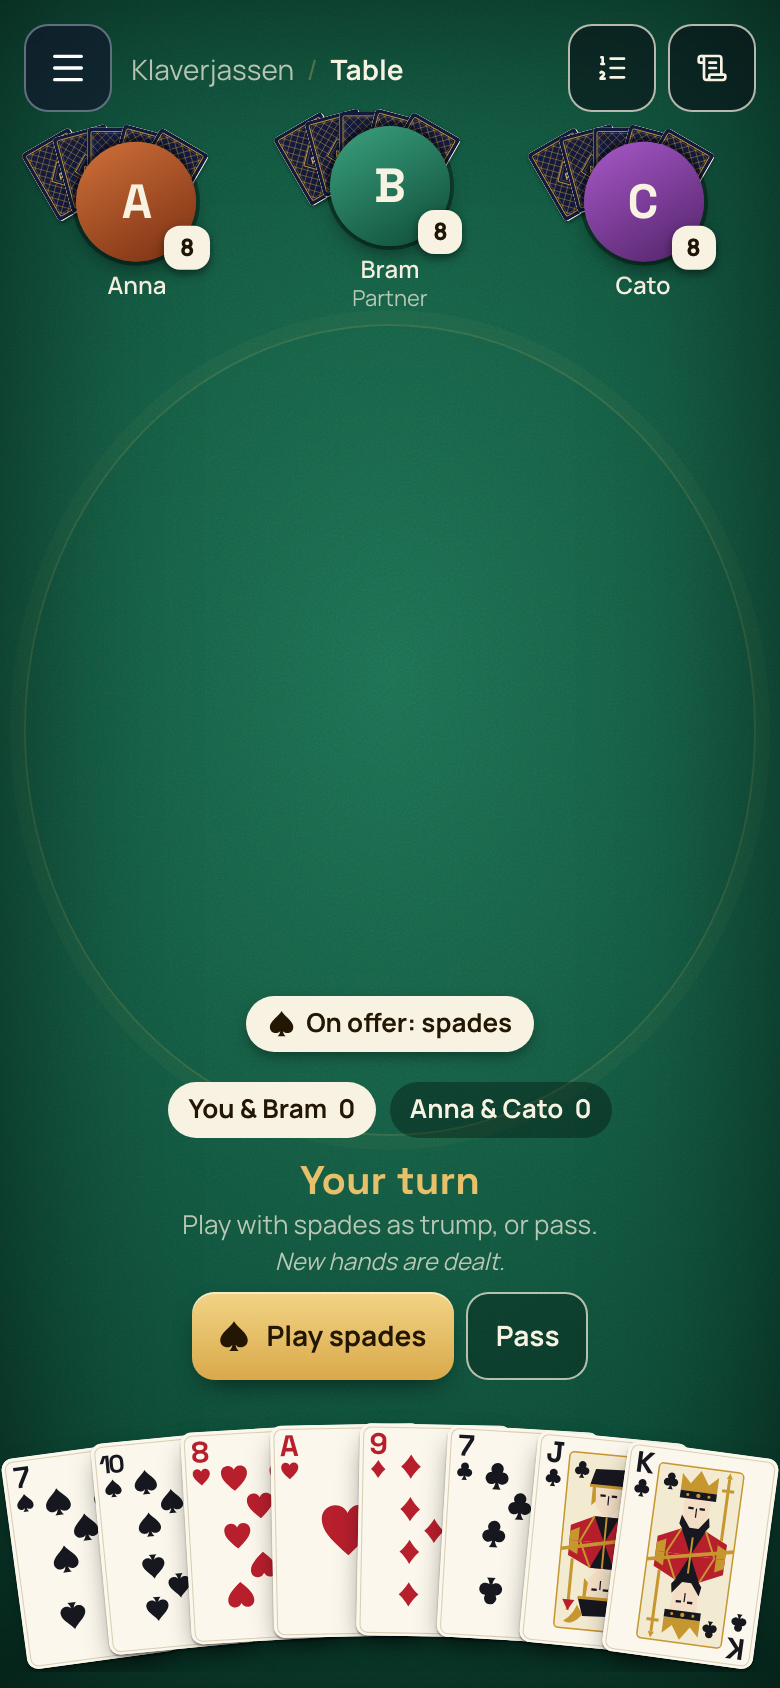 Klaverjassen / Table
A
8
Anna
B
8
Bram
Partner
C
8
Cato
On offer: spades
You & Bram 0
Anna & Cato 0
Your turn
Play with spades as trump, or pass.
New hands are dealt.
Play spades
Pass
7
10
8
A
9
7
J
K
K